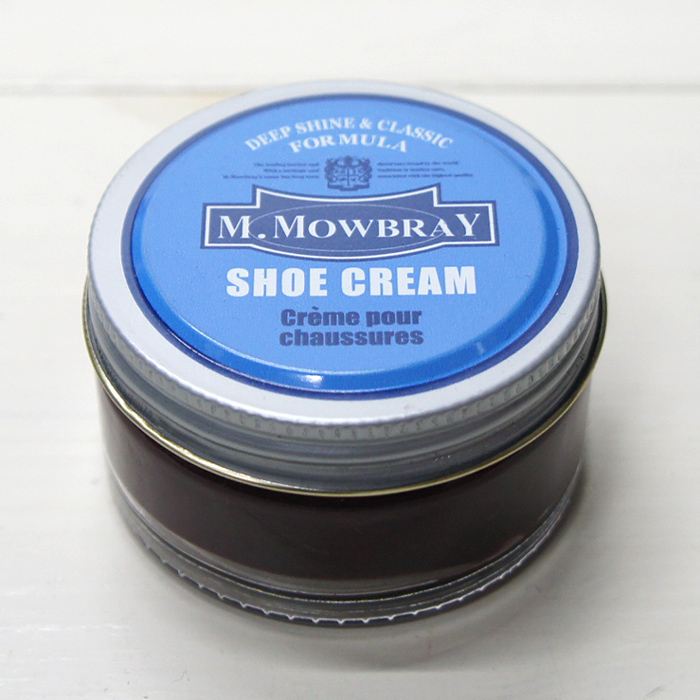 DEEP SHINE & CLASSIC
FORMULA
M. MOWBRAY
SHOE CREAM
Crème pour
chaussures